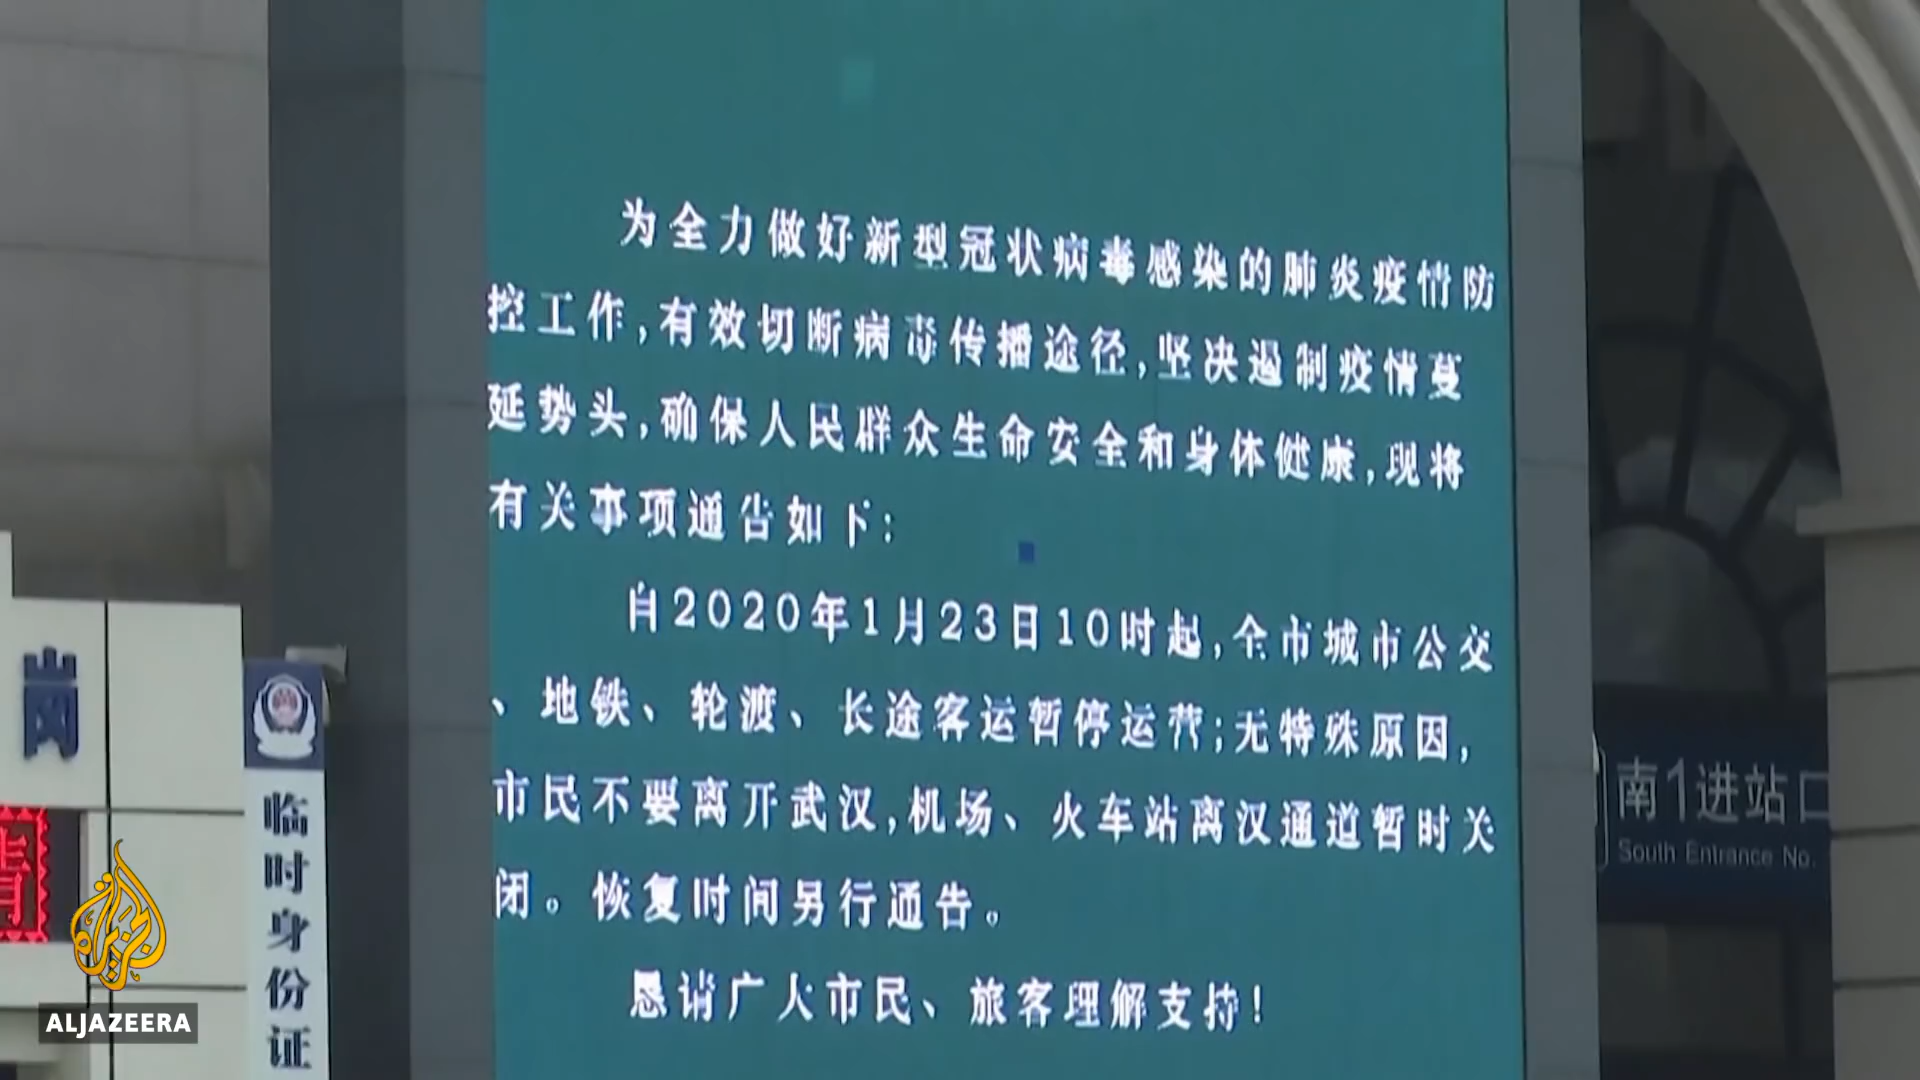 为全力做好新型冠状病毒感染的肺炎疫情防
控工作,有效切断病毒传播途径,坚决遏制疫情蔓
延势头,确保人民群众生命安全和身体健康,现将
有关事项通告如下:
自2020年1月23日10时起,全市城市公交
、地铁、轮渡、长途客运暂停运营;无特殊原因,
市民不要离开武汉,机场、火车站离汉通道暂时关
闭。恢复时间另行通告。
恳请广大市民、旅客理解支持!
岗
临时身份证
南1进站口
South Entrance No.
ALJAZEERA